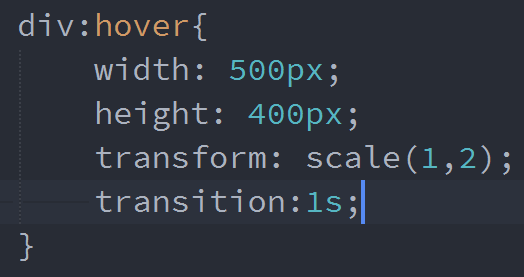 div:hover{
width: 500px;
height: 400px;
transform: scale(1,2);
transition:1s;
}